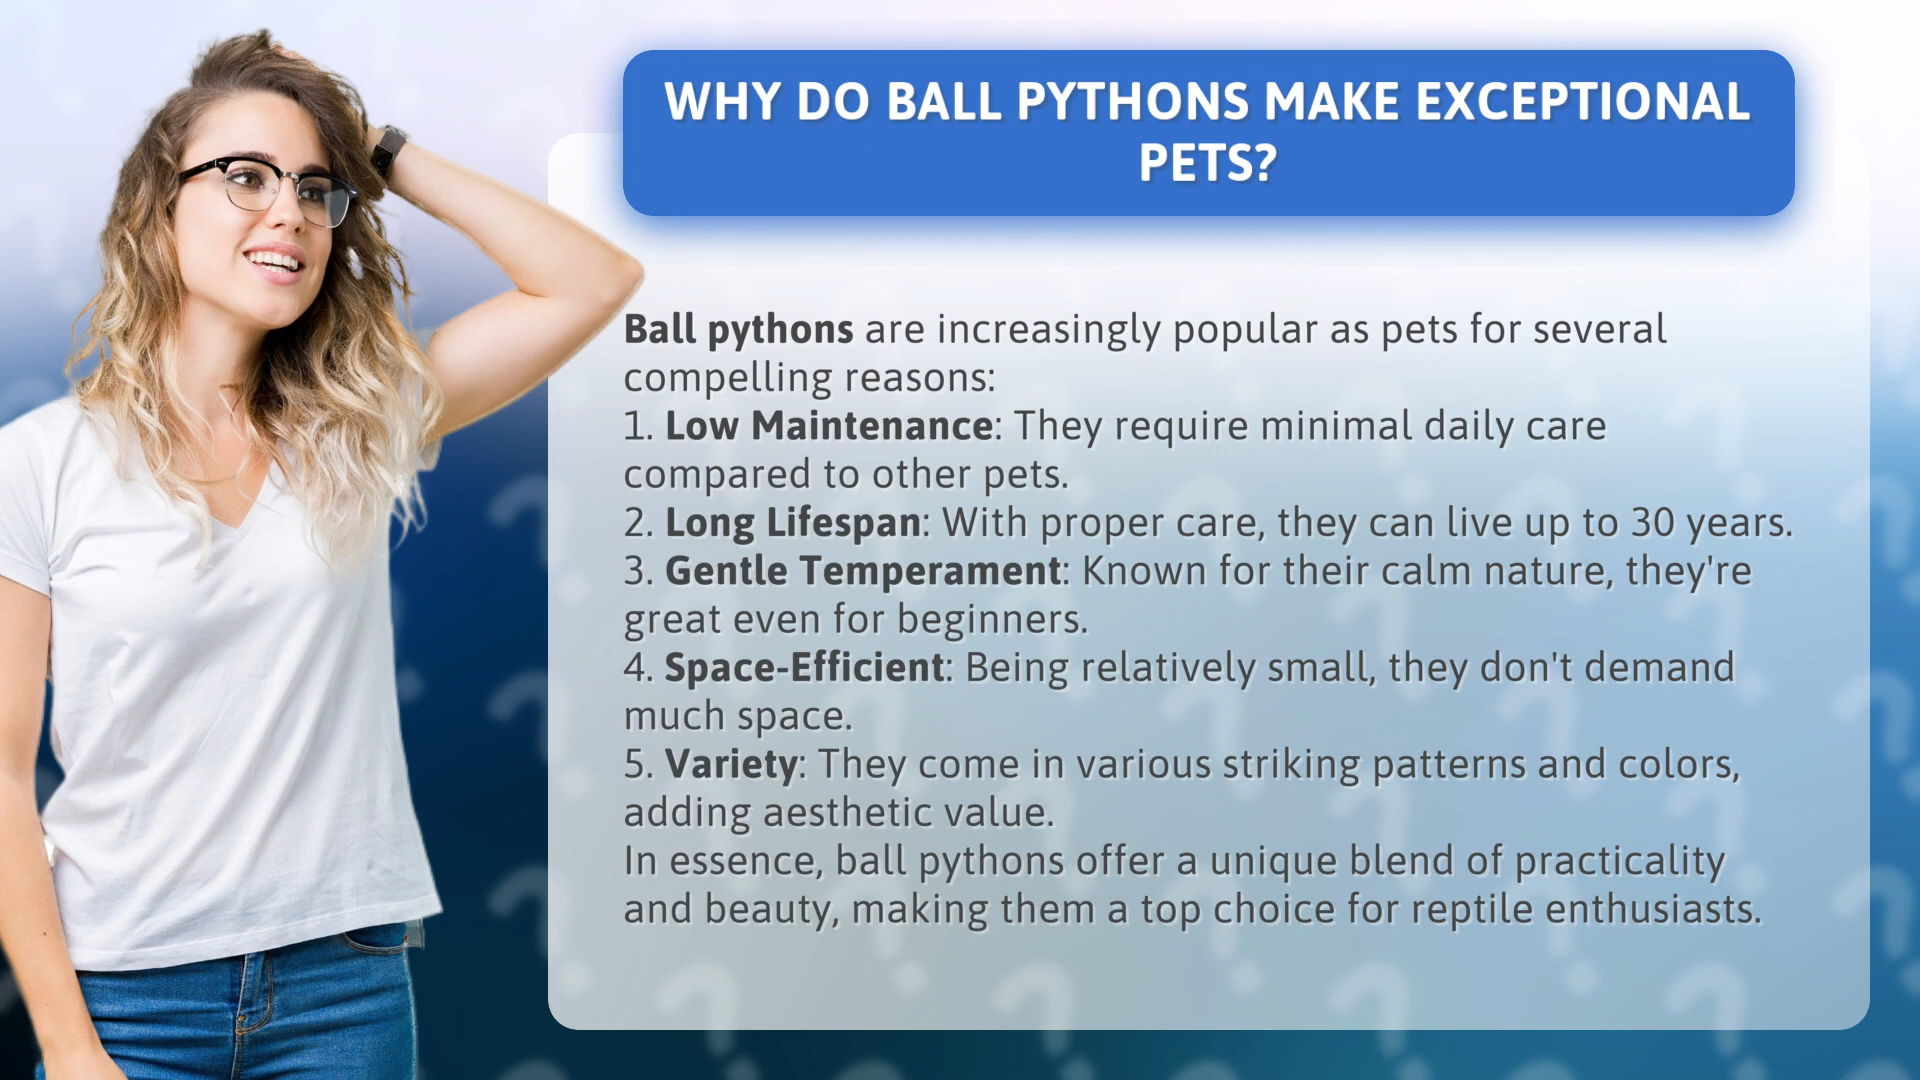 WHY DO BALL PYTHONS MAKE EXCEPTIONAL
PETS?
Ball pythons are increasingly popular as pets for several
compelling reasons:
1. Low Maintenance: They require minimal daily care
compared to other pets.
2. Long Lifespan: With proper care, they can live up to 30 years.
3. Gentle Temperament: Known for their calm nature, they're
great even for beginners.
4. Space-Efficient: Being relatively small, they don't demand
much space.
5. Variety: They come in various striking patterns and colors,
adding aesthetic value.
In essence, ball pythons offer a unique blend of practicality
and beauty, making them a top choice for reptile enthusiasts.